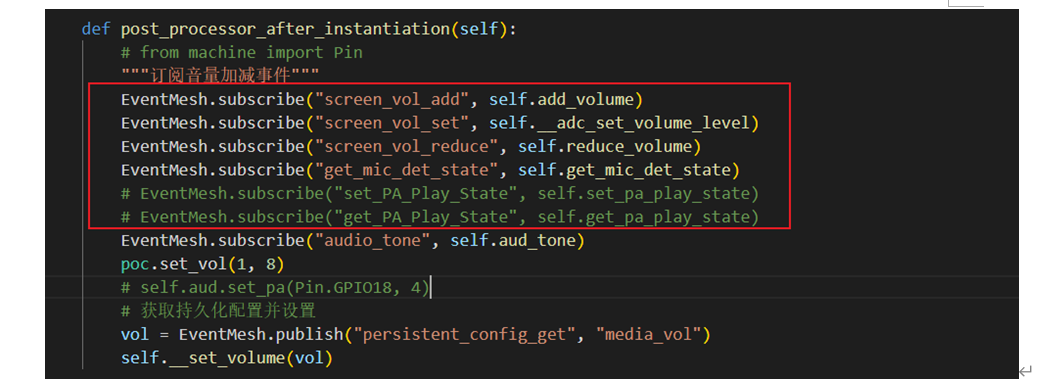 def post_processor_after_instantiation(self):
# from machine import Pin
"""订阅音量加减事件"""
EventMesh.subscribe("screen_vol_add", self.add_volume)
EventMesh.subscribe("screen_vol_set", self.__adc_set_volume_level)
EventMesh.subscribe("screen_vol_reduce", self.reduce_volume)
EventMesh.subscribe("get_mic_det_state", self.get_mic_det_state)
# EventMesh.subscribe("set_PA_Play_State", self.set_pa_play_state)
# EventMesh.subscribe("get_PA_Play_State", self.get_pa_play_state)
EventMesh.subscribe("audio_tone", self.aud_tone)
poc.set_vol(1, 8)
# self.aud.set_pa(Pin.GPIO18, 4)
# 获取持久化配置并设置
vol = EventMesh.publish("persistent_config_get", "media_vol")
self.__set_volume(vol)